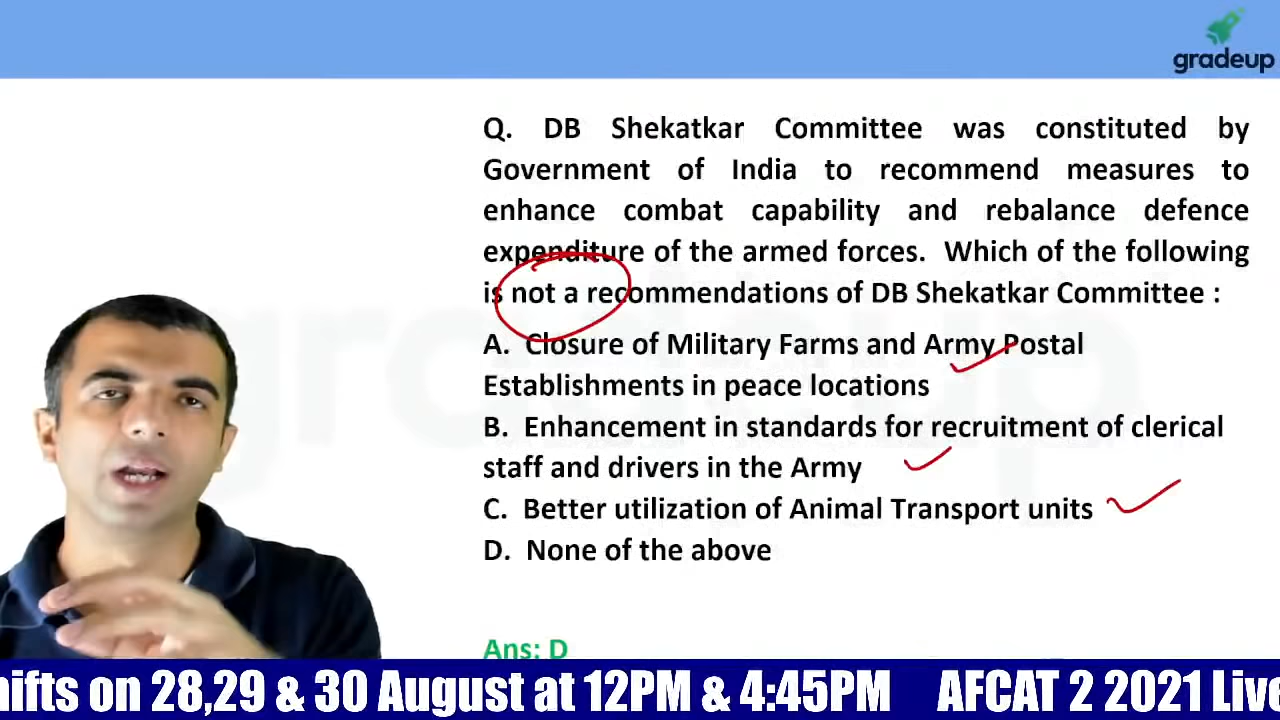 gradeup
Q. DB Shekatkar Committee was constituted by
Government of India to recommend measures to
enhance combat capability and rebalance defence
expenditure of the armed forces. Which of the following
is not a recommendations of DB Shekatkar Committee :
A. Closure of Military Farms and Army Postal
Establishments in peace locations
B. Enhancement in standards for recruitment of clerical
staff and drivers in the Army
C. Better utilization of Animal Transport units
D. None of the above
Ans: D
hifts on 28,29 & 30 August at 12PM & 4:45PM AFCAT 2 2021 Live